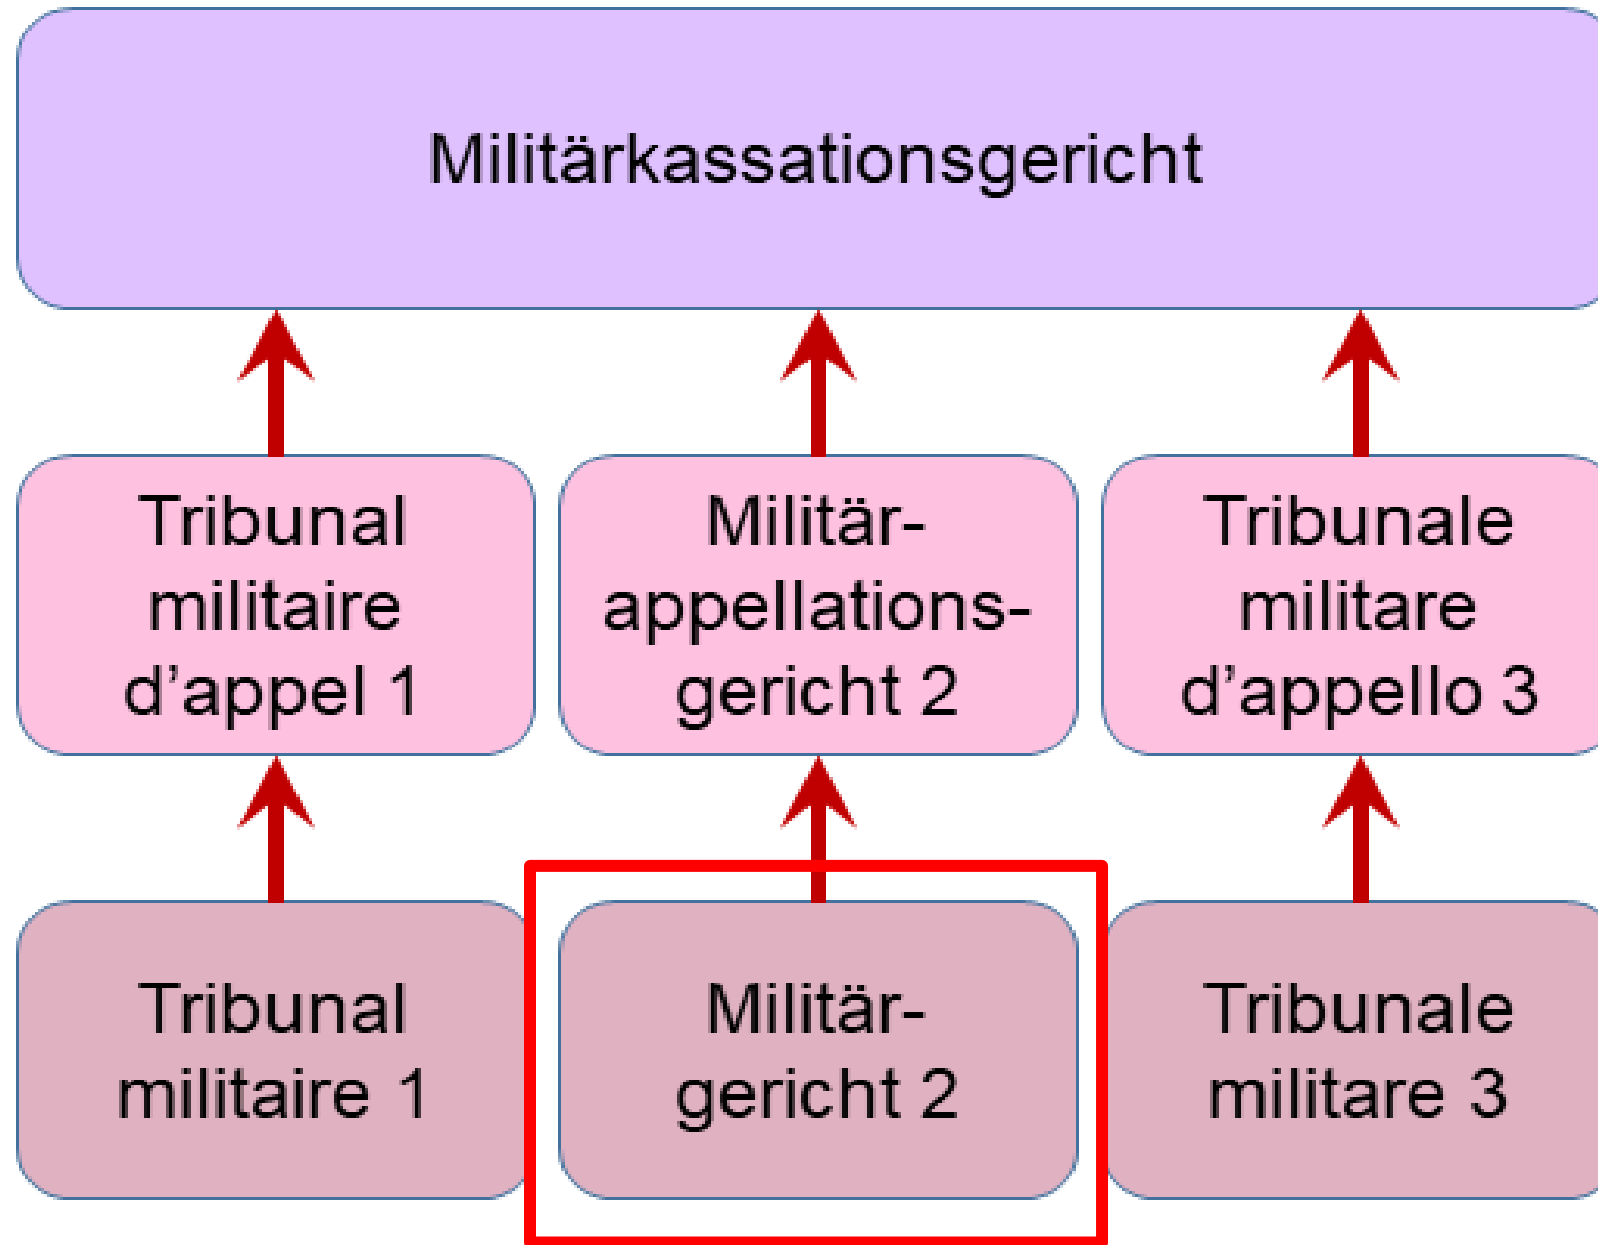 Militärkassationsgericht
Tribunal
militaire
d’appel 1
Militär-
appellations-
gericht 2
Tribunale
militare
d’appello 3
Tribunal
militaire 1
Militär-
gericht 2
Tribunale
militare 3